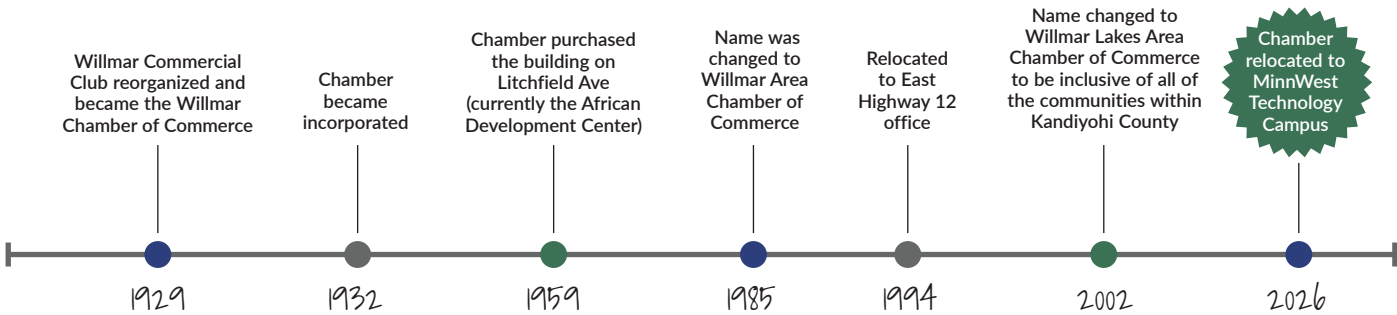 Willmar Commercial
Club reorganized and
became the Willmar
Chamber of Commerce
Chamber
became
incorporated
Chamber purchased
the building on
Litchfield Ave
(currently the African
Development Center)
Name was
changed to
Willmar Area
Chamber of
Commerce
Relocated
to East
Highway 12
office
Name changed to
Willmar Lakes Area
Chamber of Commerce
to be inclusive of all of
the communities within
Kandiyohi County
Chamber
relocated to
MinnWest
Technology
Campus
1929
1932
1959
1985
1994
2002
2026